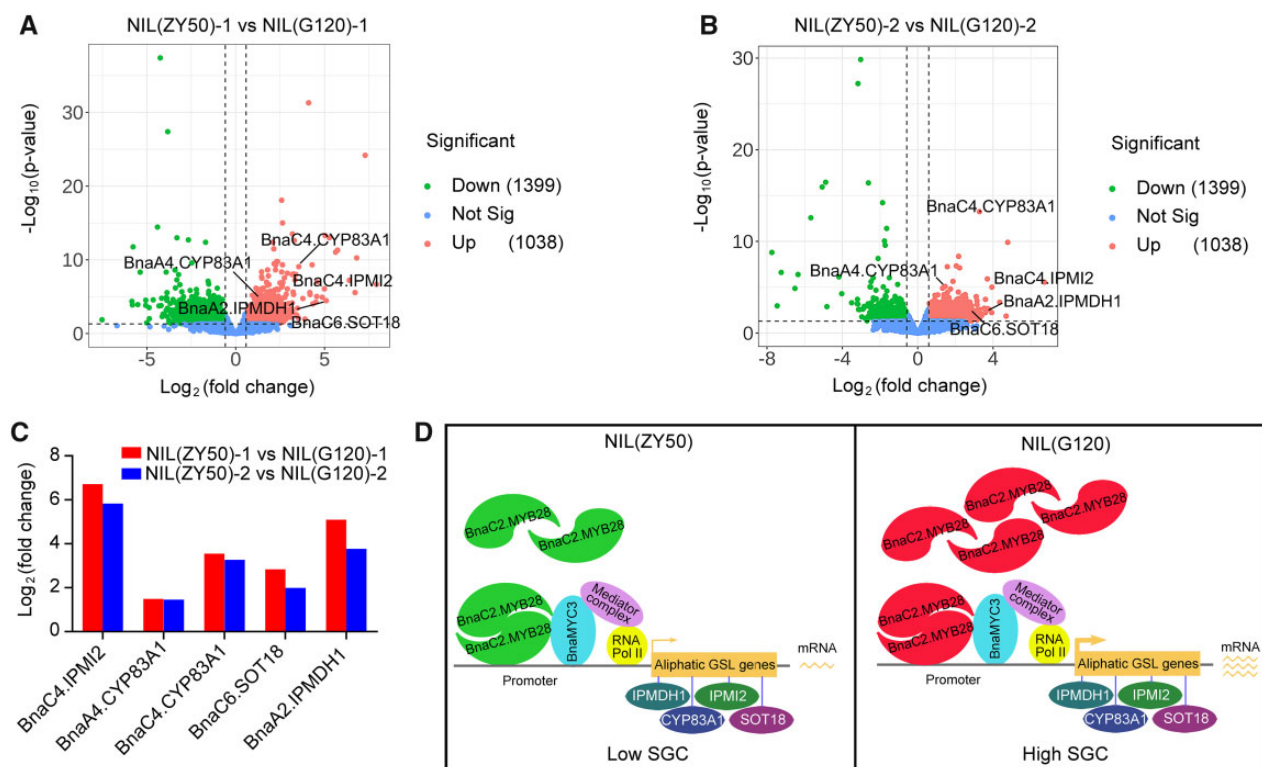 A
NIL(ZY50)-1 vs NIL(G120)-1
-Log10(p-value)
30
20
10
0
-5
0
5
Log2 (fold change)
BnaC4.CYP83A1
BnaA4.CYP83A1
BnaC4.IPMI2
BnaA2.IPMDH1
BnaC6.SOT18
Significant
Down (1399)
Not Sig
Up (1038)
B
NIL(ZY50)-2 vs NIL(G120)-2
-Log10(p-value)
30
20
10
0
-8
-4
0
4
Log2 (fold change)
BnaC4.CYP83A1
BnaA4.CYP83A1
BnaC4.IPMI2
BnaA2.IPMDH1
BnaC6.SOT18
Significant
Down (1399)
Not Sig
Up (1038)
C
NIL(ZY50)-1 vs NIL(G120)-1
NIL(ZY50)-2 vs NIL(G120)-2
Log2 (fold change)
8
6
4
2
0
BnaC4.IPMI2
BnaA4.CYP83A1
BnaC4.CYP83A1
BnaC6.SOT18
BnaA2.IPMDH1
D
NIL(ZY50)
BnaC2.MYB28
BnaC2.MYB28
BnaC2.MYB28
BnaC2.MYB28
BnaMYC3
Mediator
complex
RNA
Pol II
Aliphatic GSL genes
mRNA
Promoter
IPMDH1
IPMI2
CYP83A1
SOT18
Low SGC
NIL(G120)
BnaC2.MYB28
BnaC2.MYB28
BnaC2.MYB28
BnaC2.MYB28
BnaC2.MYB28
BnaC2.MYB28
BnaMYC3
Mediator
complex
RNA
Pol II
Aliphatic GSL genes
mRNA
Promoter
IPMDH1
IPMI2
CYP83A1
SOT18
High SGC